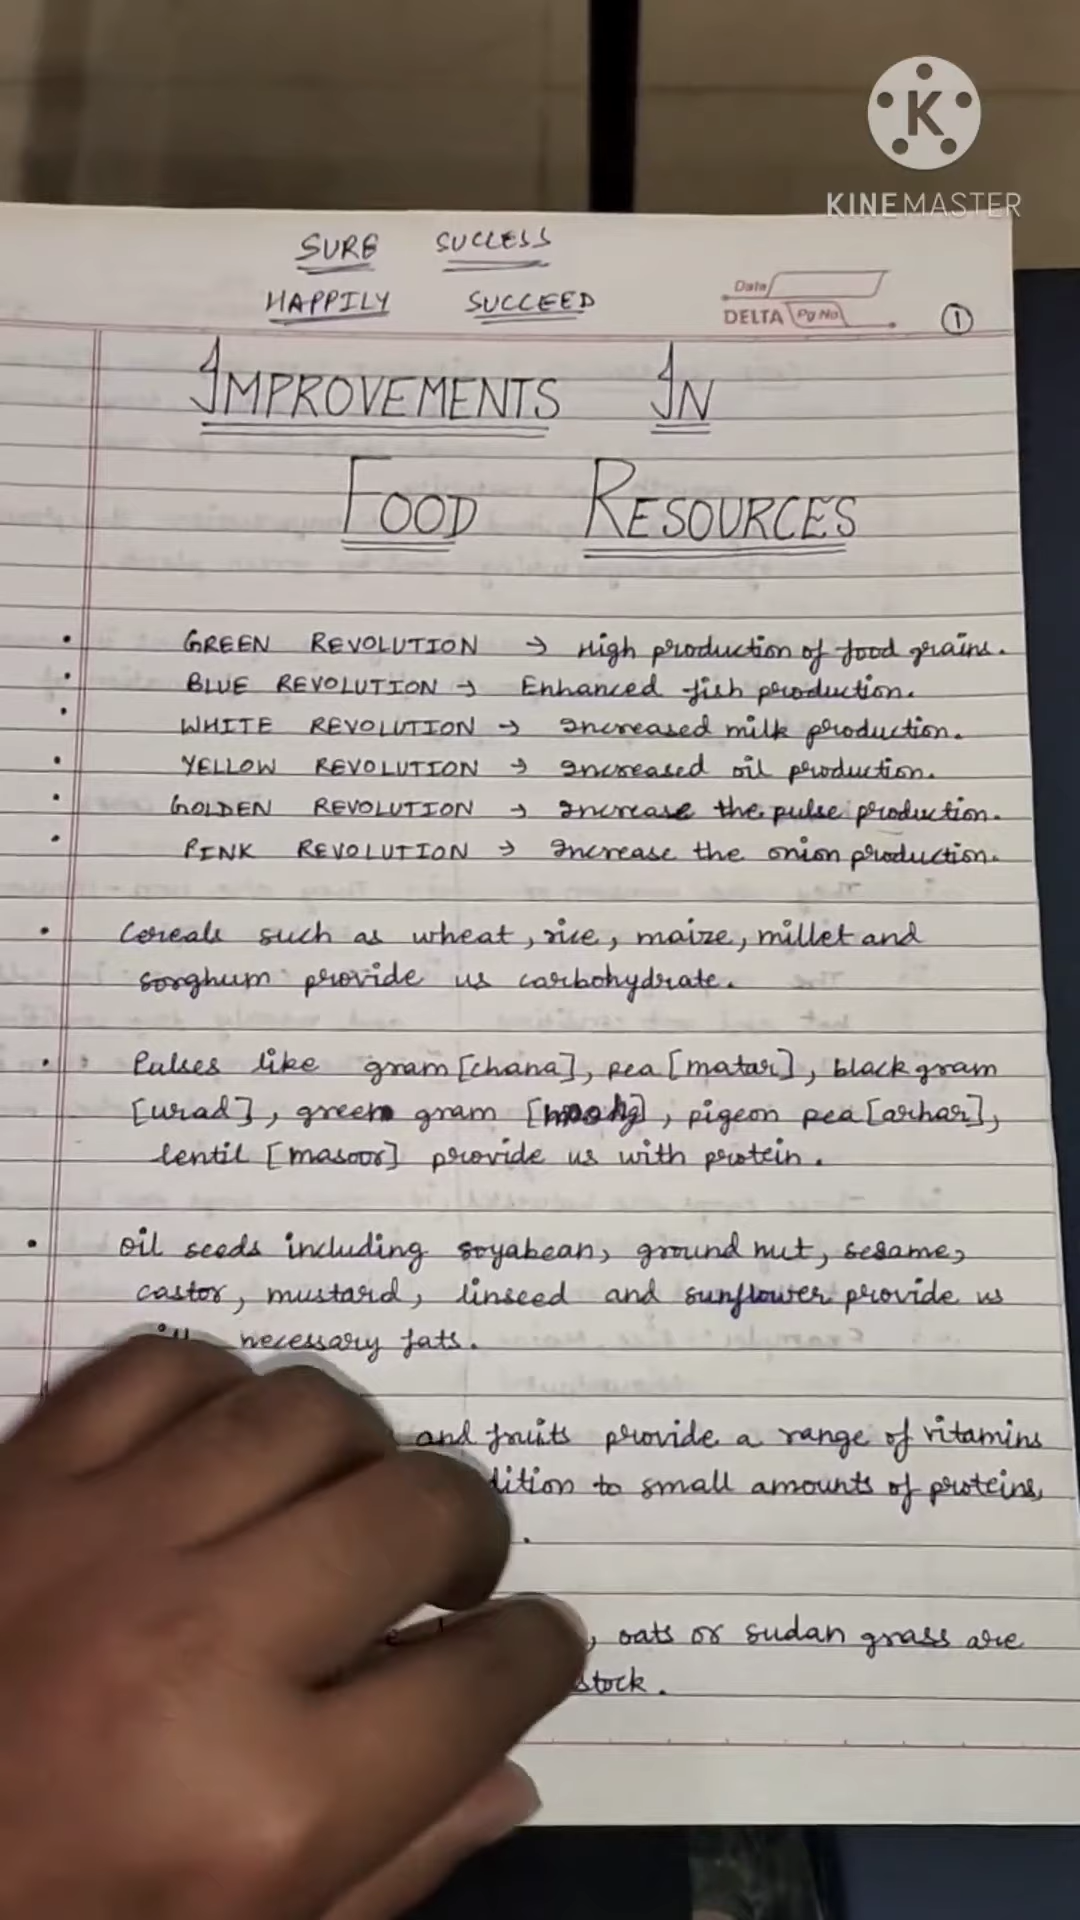 K
KINEMASTER
SURE SUCLESS
HAPPILY SUCCEED
Date
DELTA Pg No
1
IMPROVEMENTS IN
FOOD RESOURCES
• GREEN REVOLUTION → High production of food grains.
• BLUE REVOLUTION → Enhanced fish production.
• WHITE REVOLUTION → Increased milk production.
• YELLOW REVOLUTION → Increased oil production.
• GOLDEN REVOLUTION → Increase the pulse production.
• PINK REVOLUTION → Increase the onion production.
• Cereals such as wheat, rice, maize, millet and
sorghum provide us carbohydrate.
• Pulses like gram [chana], pea [matar], black gram
[urad], green gram, pigeon pea [arhar],
lentil [masoor] provide us with protein.
• Oil seeds including soyabean, ground nut, sesame,
castor, mustard, linseed and sunflower provide us
necessary fats.
and fruits provide a range of vitamins
to small amounts of proteins,
, oats or sudan grass are
stock.